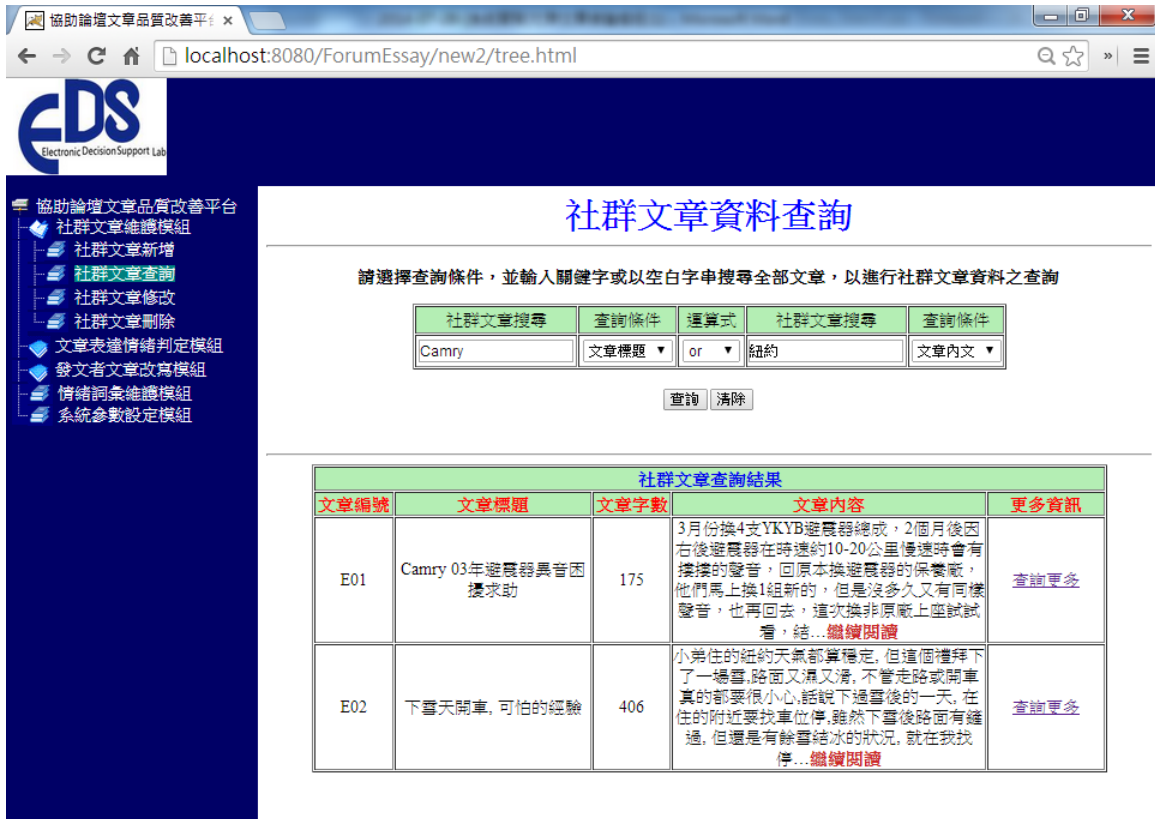 協助論壇文章品質改善平台
localhost:8080/ForumEssay/new2/tree.html
EDS
Electronic Decision Support Lab
協助論壇文章品質改善平台
社群文章維護模組
社群文章新增
社群文章查詢
社群文章修改
社群文章刪除
文章表達情緒判定模組
發文者文章改寫模組
情緒詞彙維護模組
系統參數設定模組
社群文章資料查詢
請選擇查詢條件，並輸入關鍵字或以空白字串搜尋全部文章，以進行社群文章資料之查詢
社群文章搜尋 查詢條件 運算式 社群文章搜尋 查詢條件
Camry 文章標題 or 紐約 文章內文
查詢 清除
社群文章查詢結果
文章編號 文章標題 文章字數 文章內容 更多資訊
E01
Camry 03年避震器異音困
擾求助
175
3月份換4支YKYB避震器總成，2個月後因
右後避震器在時速約10-20公里慢速時會有
摟摟的聲音，回原本換避震器的保養廠，
他們馬上換1組新的，但是沒多久又有同樣
聲音，也再回去，這次換非原廠上座試試
看，結...繼續閱讀
查詢更多
E02
下雪天開車, 可怕的經驗
406
小弟住的紐約天氣都算穩定, 但這個禮拜下
了一場雪,路面又濕又滑, 不管走路或開車
真的都要很小心,話說下過雪後的一天, 在
住的附近要找車位停,雖然下雪後路面有鏟
過, 但還是有餘雪結冰的狀況, 就在我找
停...繼續閱讀
查詢更多